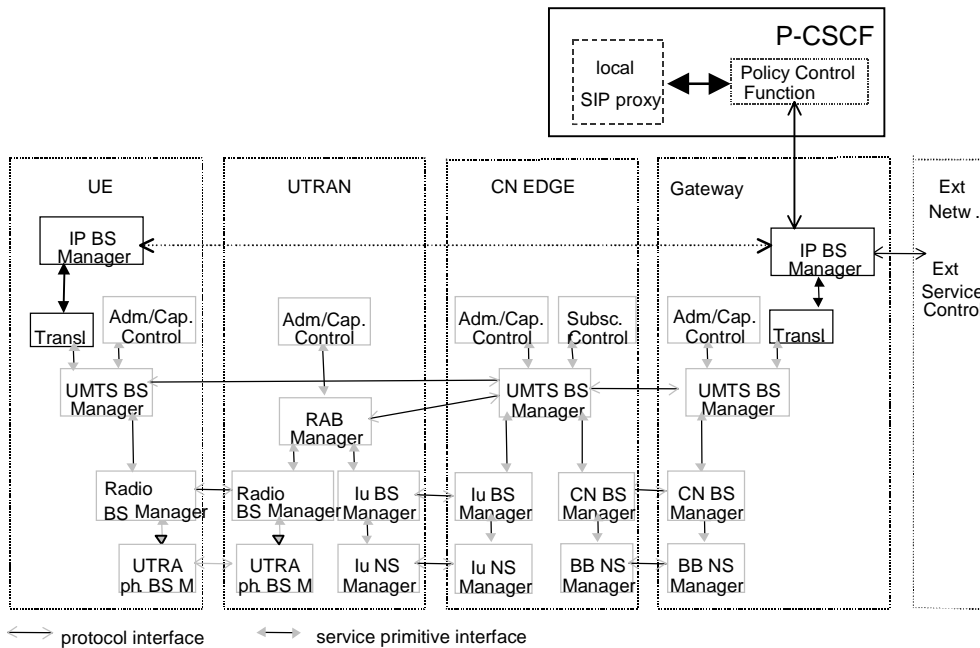 P-CSCF
local
SIP proxy
Policy Control
Function
UE
UTRAN
CN EDGE
Gateway
Ext
Netw .
IP BS
Manager
IP BS
Manager
Ext
Service
Control
Transl
Adm./Cap.
Control
Adm/Cap.
Control
Adm./Cap.
Control
Subsc.
Control
Adm/Cap.
Control
Transl
UMTS BS
Manager
RAB
Manager
UMTS BS
Manager
UMTS BS
Manager
Radio
BS Manager
Radio
BS Manager
Iu BS
Manager
Iu BS
Manager
CN BS
Manager
CN BS
Manager
UTRA
ph. BS M
UTRA
ph. BS M
Iu NS
Manager
Iu NS
Manager
BB NS
Manager
BB NS
Manager
protocol interface
service primitive interface